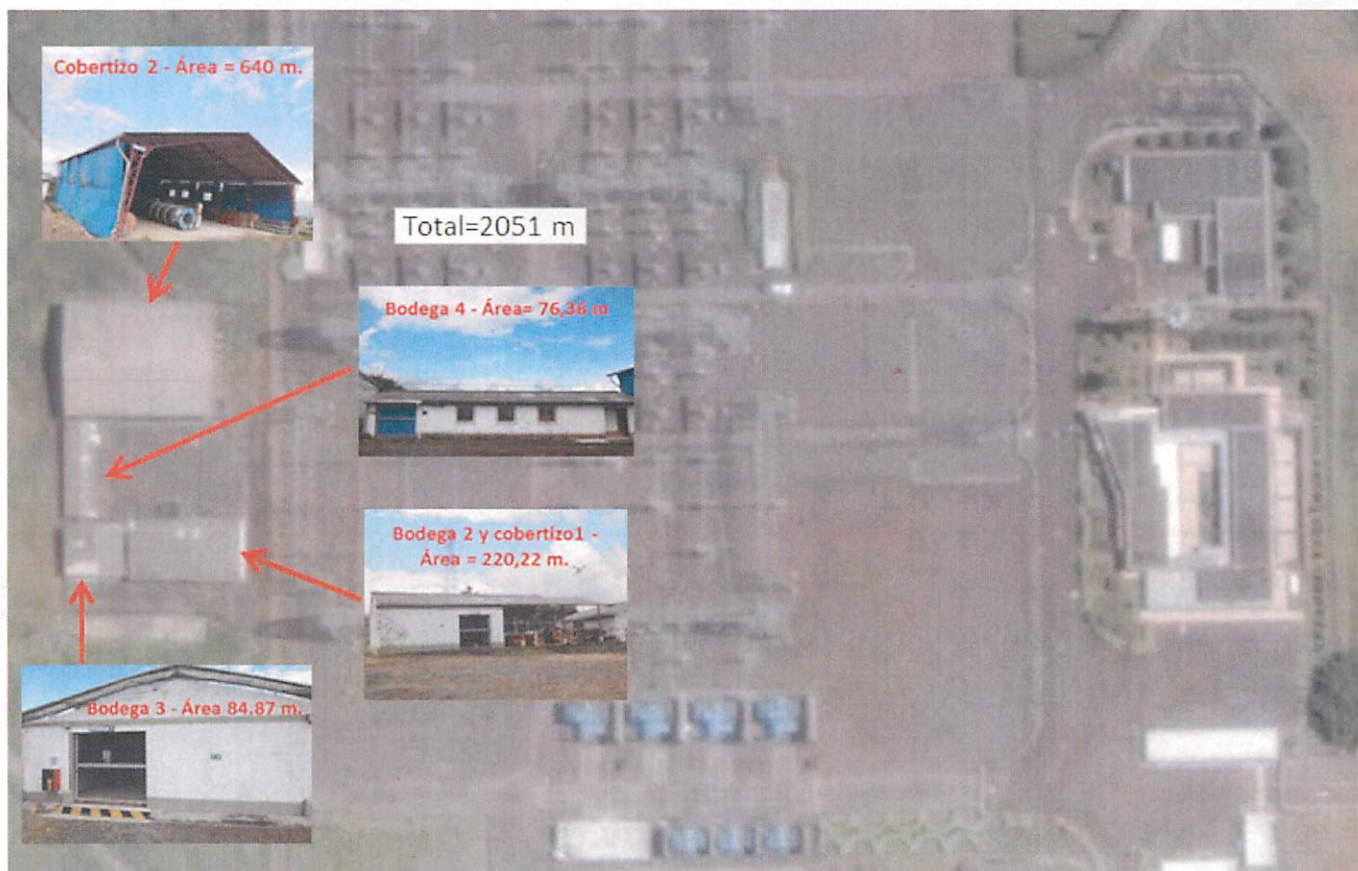 Cobertizo 2 - Área = 640 m.
Total=2051 m
Bodega 4 - Área= 76,36 m
Bodega 2 y cobertizo1 -
Área = 220,22 m.
Bodega 3 - Área 84.87 m.